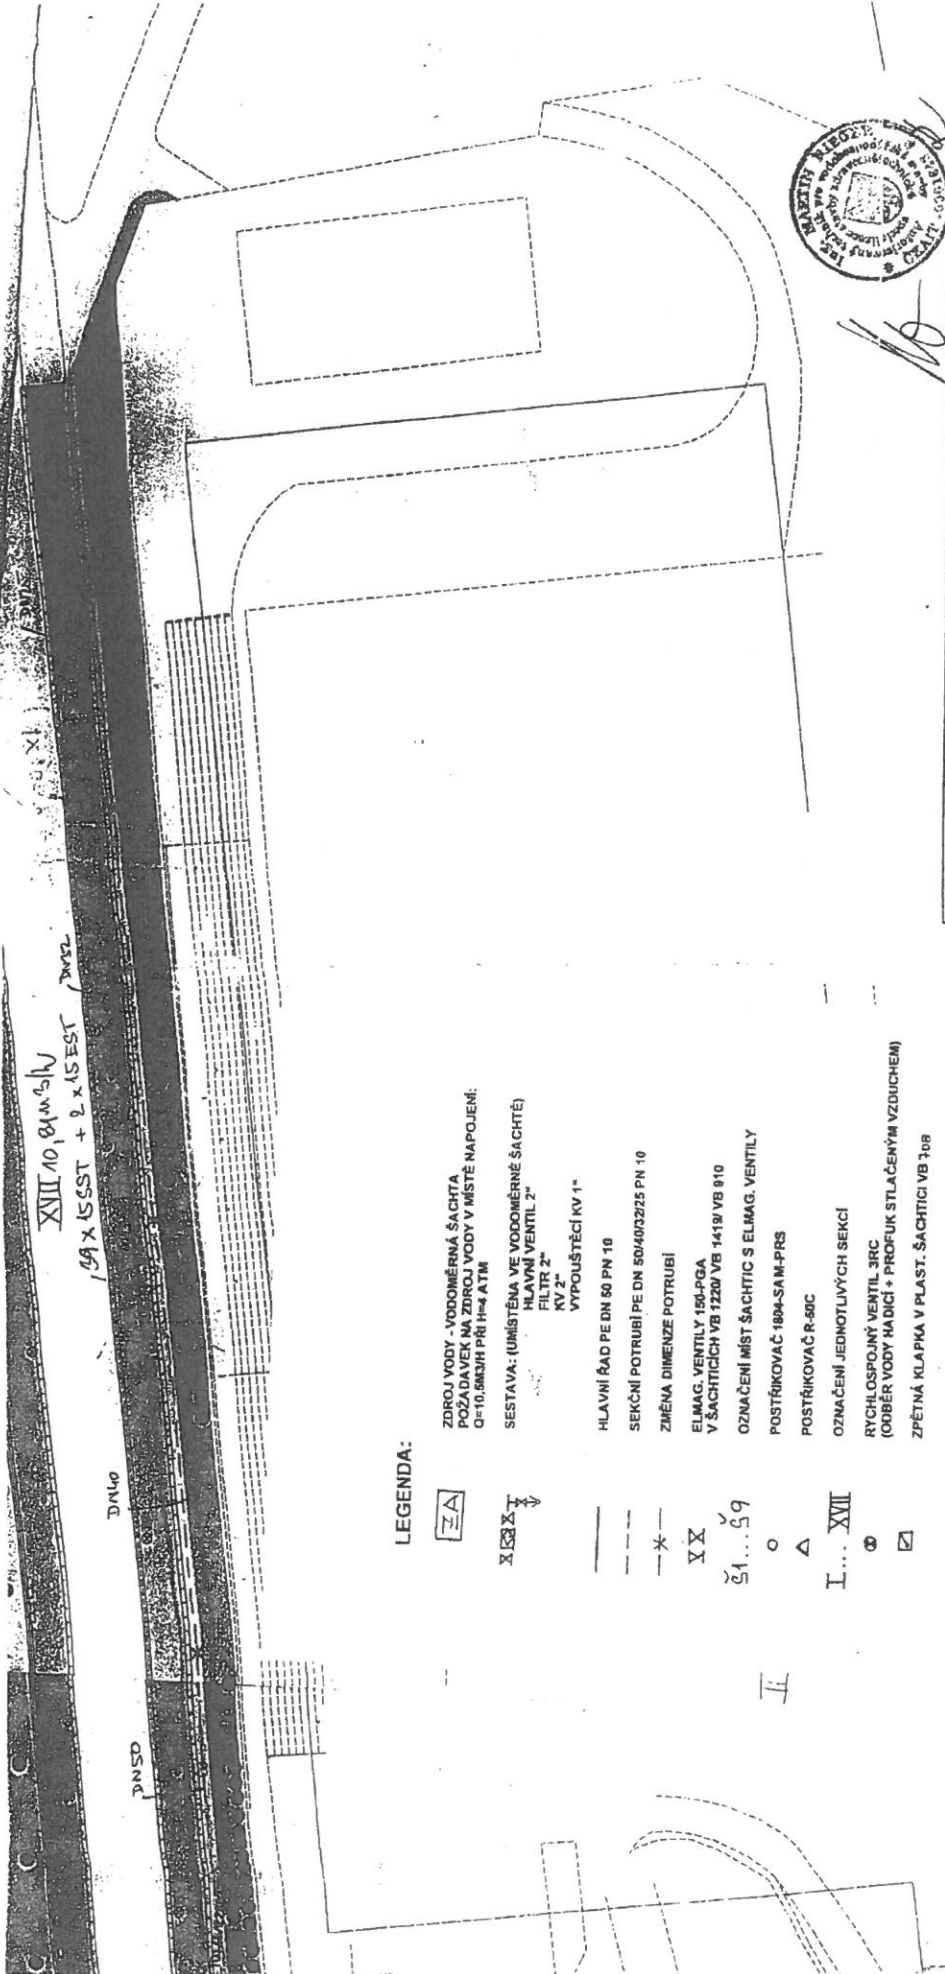 XVII 10,81m3/h
39 x 15SST + 2 x 15EST
DN32
DN40
DN50
LEGENDA:
ZA
ZDROJ VODY - VODOMĚRNÁ ŠACHTA
POŽADAVEK NA ZDROJ VODY V MÍSTĚ NAPOJENÍ:
Q=10,5M3/H PŘI H=4 ATM
SESTAVA: (UMÍSTĚNA VE VODOMĚRNÉ ŠACHTĚ)
HLAVNÍ VENTIL 2"
FILTR 2"
KV 2"
VYPOUŠTĚCÍ KV 1"
HLAVNÍ ŘAD PE DN 50 PN 10
SEKČNÍ POTRUBÍ PE DN 50/40/32/25 PN 10
ZMĚNA DIMENZE POTRUBÍ
ELMAG. VENTILY 150-PGA
V ŠACHTICÍCH VB 1220/ VB 1419/ VB 910
Š1...Š9
OZNAČENÍ MÍST ŠACHTIC S ELMAG. VENTILY
POSTŘIKOVAČ 1804-SAM-PRS
POSTŘIKOVAČ R-50C
I... XVII
OZNAČENÍ JEDNOTLIVÝCH SEKCÍ
RYCHLOSPOJNÝ VENTIL 3RC
(ODBĚR VODY HADICÍ + PROFUK STLAČENÝM VZDUCHEM)
ZPĚTNÁ KLAPKA V PLAST. ŠACHTICI VB 708
II
Ing. MARTIN RIEGER